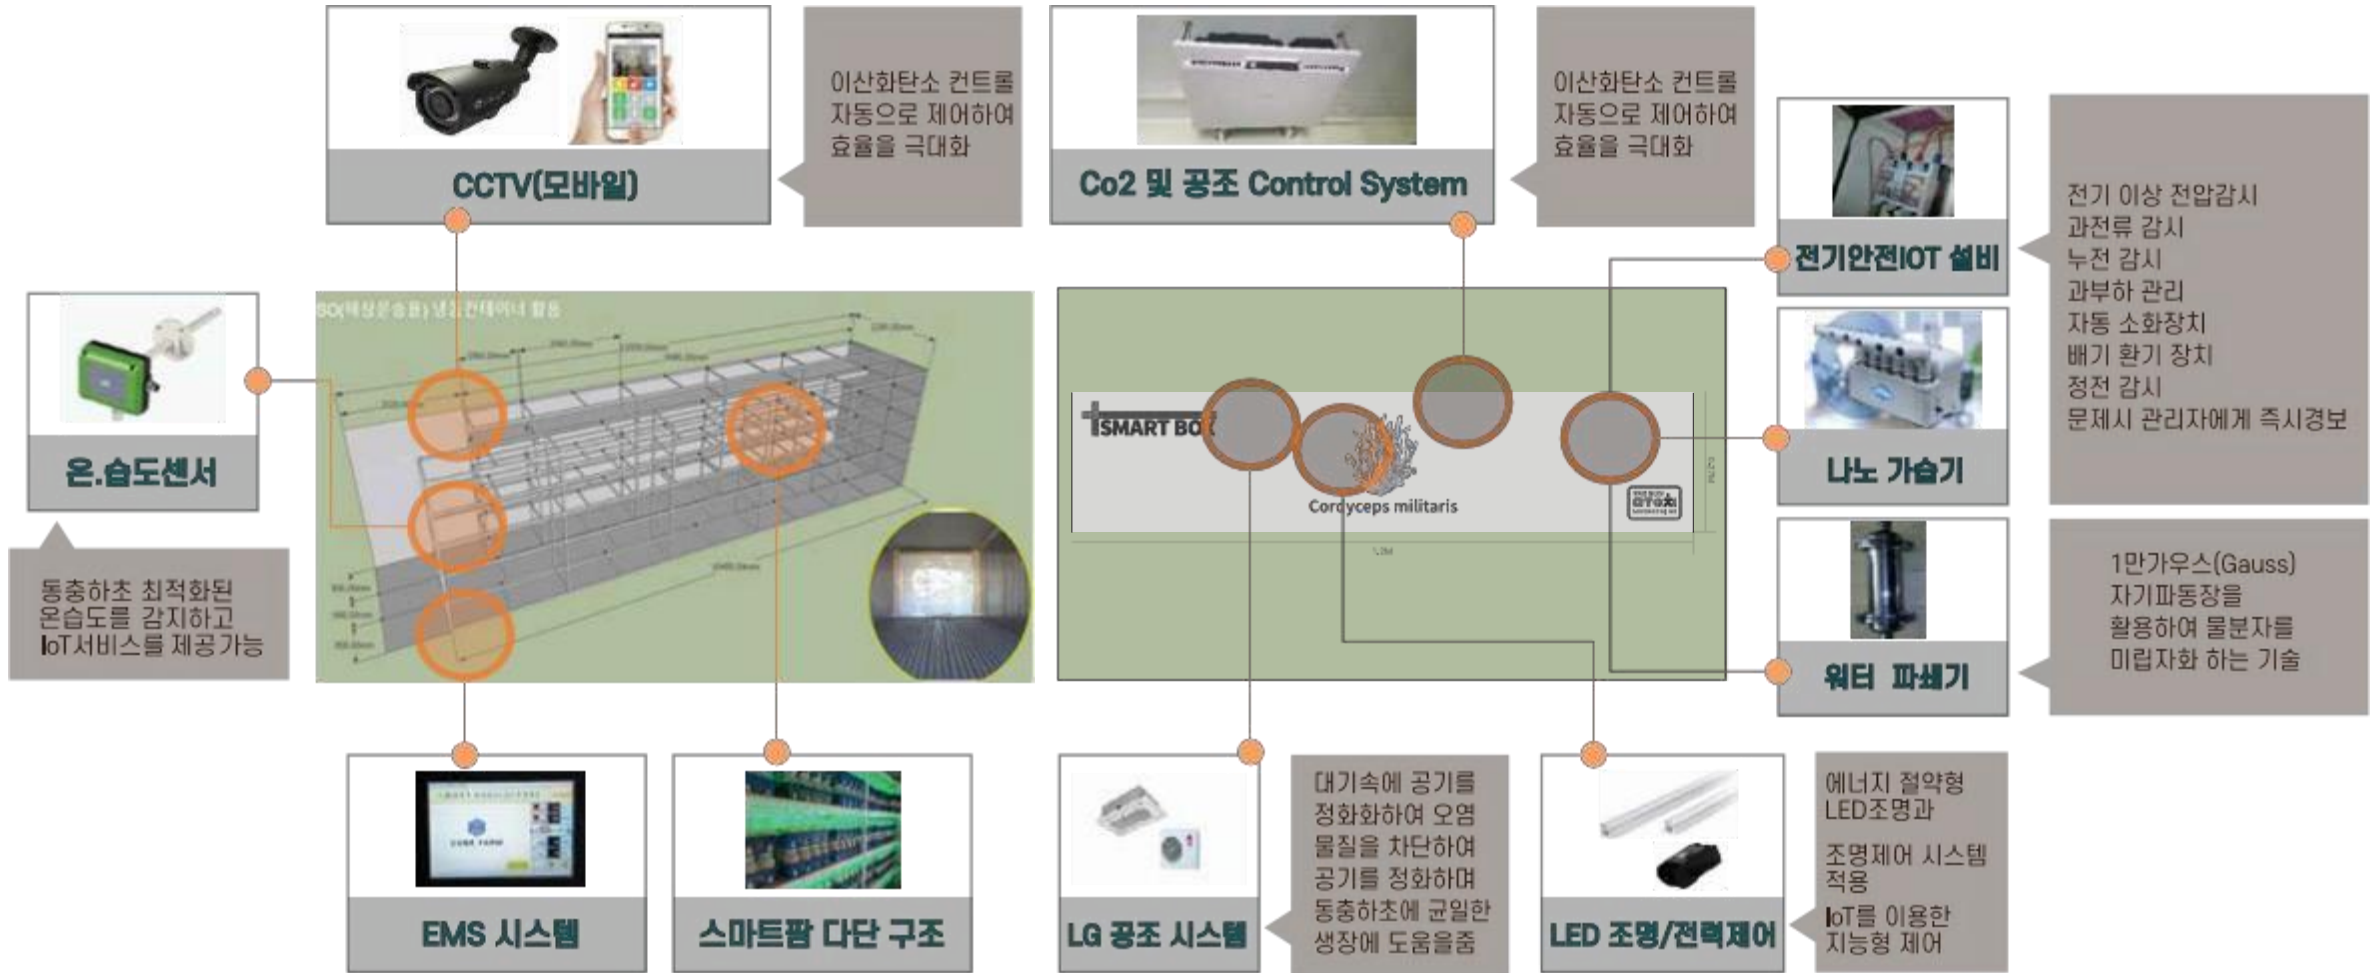 CCTV(모바일)
이산화탄소 컨트롤
자동으로 제어하여
효율을 극대화
Co2 및 공조 Control System
이산화탄소 컨트롤
자동으로 제어하여
효율을 극대화
전기안전IOT 설비
전기 이상 전압감시
과전류 감시
누전 감시
과부하 관리
자동 소화장치
배기 환기 장치
정전 감시
문제시 관리자에게 즉시경보
온.습도센서
동충하초 최적화된
온습도를 감지하고
IoT서비스를 제공가능
SO(해상운송용) 냉동컨테이너 활용
SMART BOX
Cordyceps militaris
나노 가습기
워터 파쇄기
1만가우스(Gauss)
자기파동장을
활용하여 물분자를
미립자화 하는 기술
EMS 시스템
스마트팜 다단 구조
LG 공조 시스템
대기속에 공기를
정화화하여 오염
물질을 차단하여
공기를 정화하며
동충하초에 균일한
생장에 도움을줌
LED 조명/전력제어
에너지 절약형
LED조명과
조명제어 시스템
적용
IoT를 이용한
지능형 제어